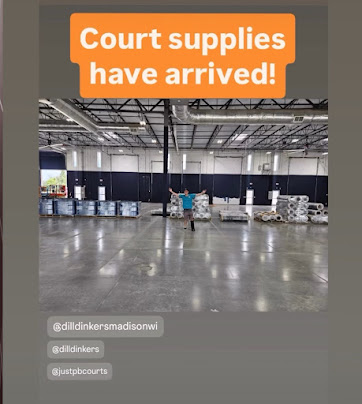 Court supplies
have arrived!
@dilldinkersmadisonwi
@dilldinkers
@justpbcourts